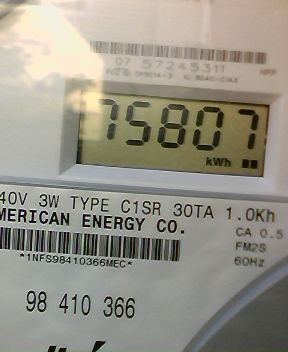 07 57245311
75807
kWh
40V 3W TYPE C1SR 30TA 1.0Kh
MERICAN ENERGY CO.
CA 0.5
FM2S
*1NFS98410366MEC*
60Hz
98 410 366